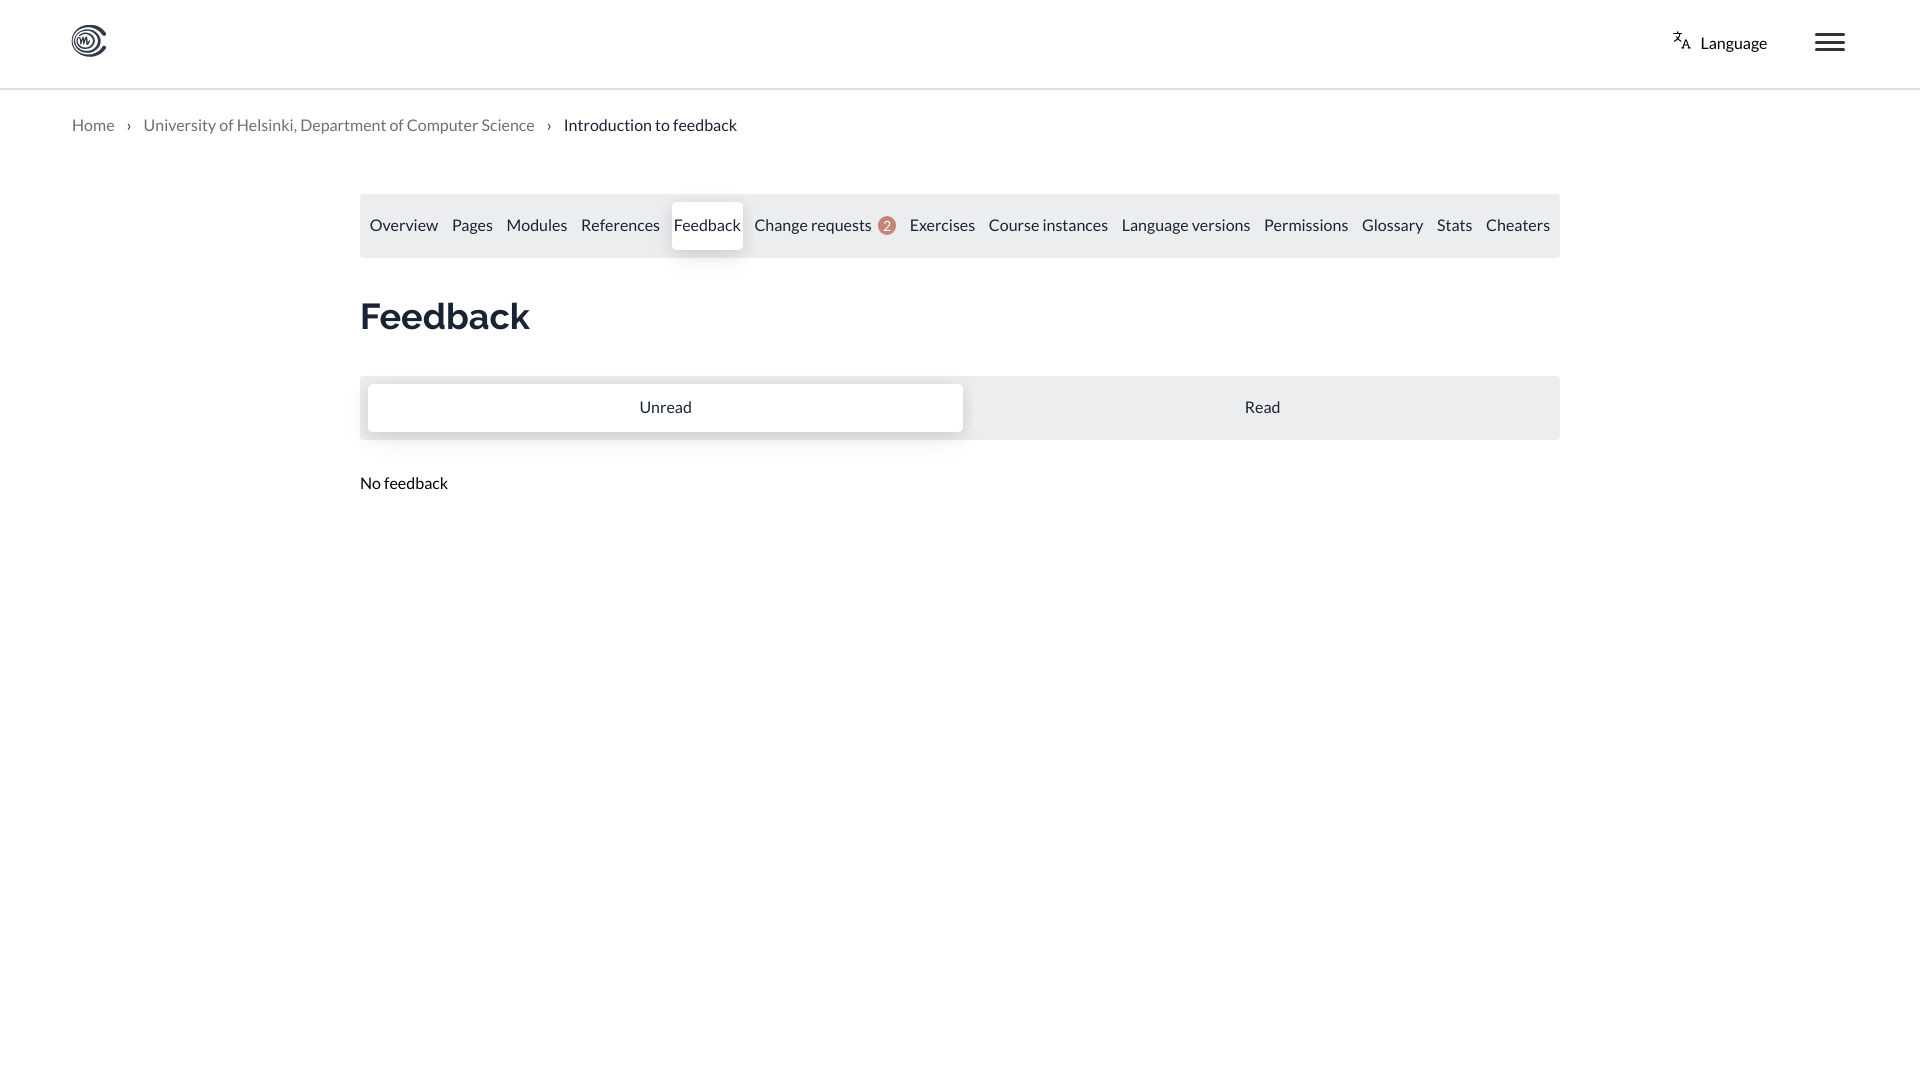 Language
Home › University of Helsinki, Department of Computer Science › Introduction to feedback
Overview Pages Modules References Feedback Change requests 2 Exercises Course instances Language versions Permissions Glossary Stats Cheaters
Feedback
Unread Read
No feedback